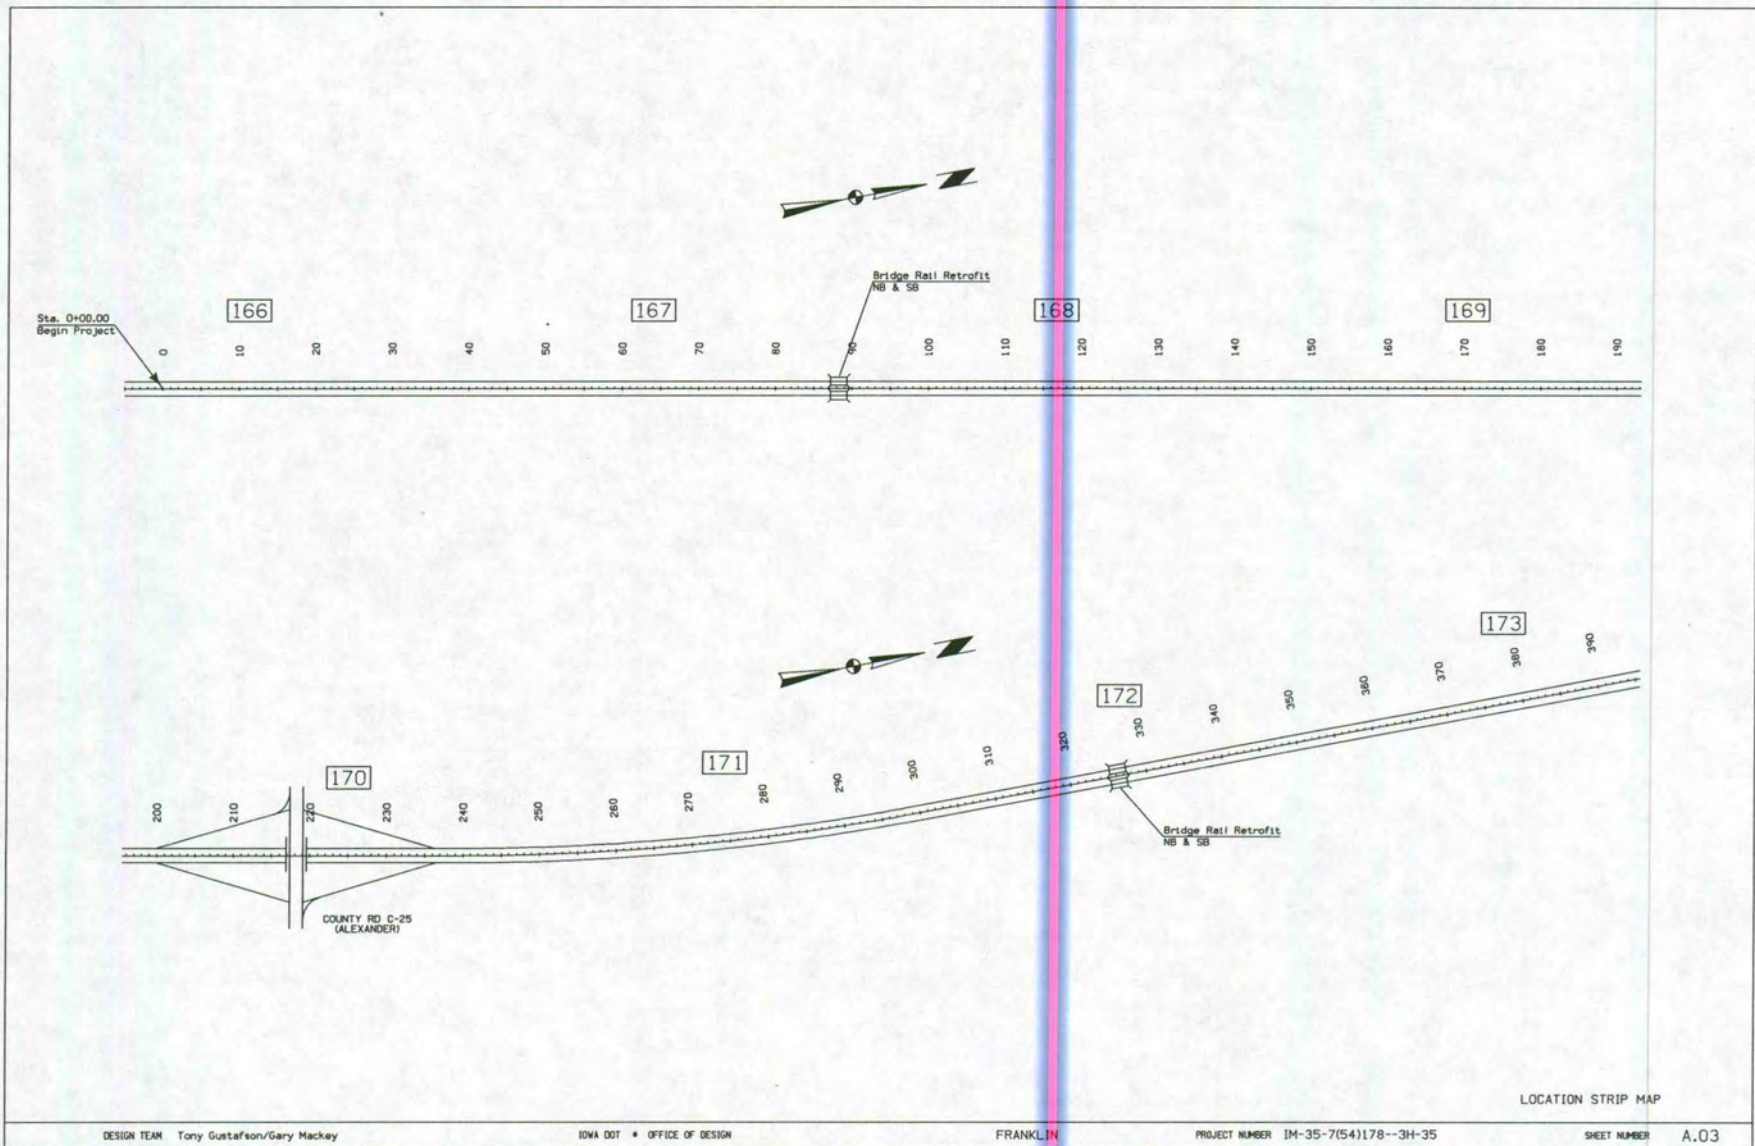 Bridge Rail Retrofit
NB & SB
Sta. 0+00.00
Begin Project
166
167
168
169
0 10 20 30 40 50 60 70 80 90 100 110 120 130 140 150 160 170 180 190
173
172
171
170
200 210 220 230 240 250 260 270 280 290 300 310 320 330 340 350 360 370 380 390
Bridge Rail Retrofit
NB & SB
COUNTY RD C-25
(ALEXANDER)
LOCATION STRIP MAP
DESIGN TEAM Tony Gustafson/Gary Mackey
IOWA DOT * OFFICE OF DESIGN
FRANKLIN
PROJECT NUMBER IM-35-7(54)178--3H-35
SHEET NUMBER A.03